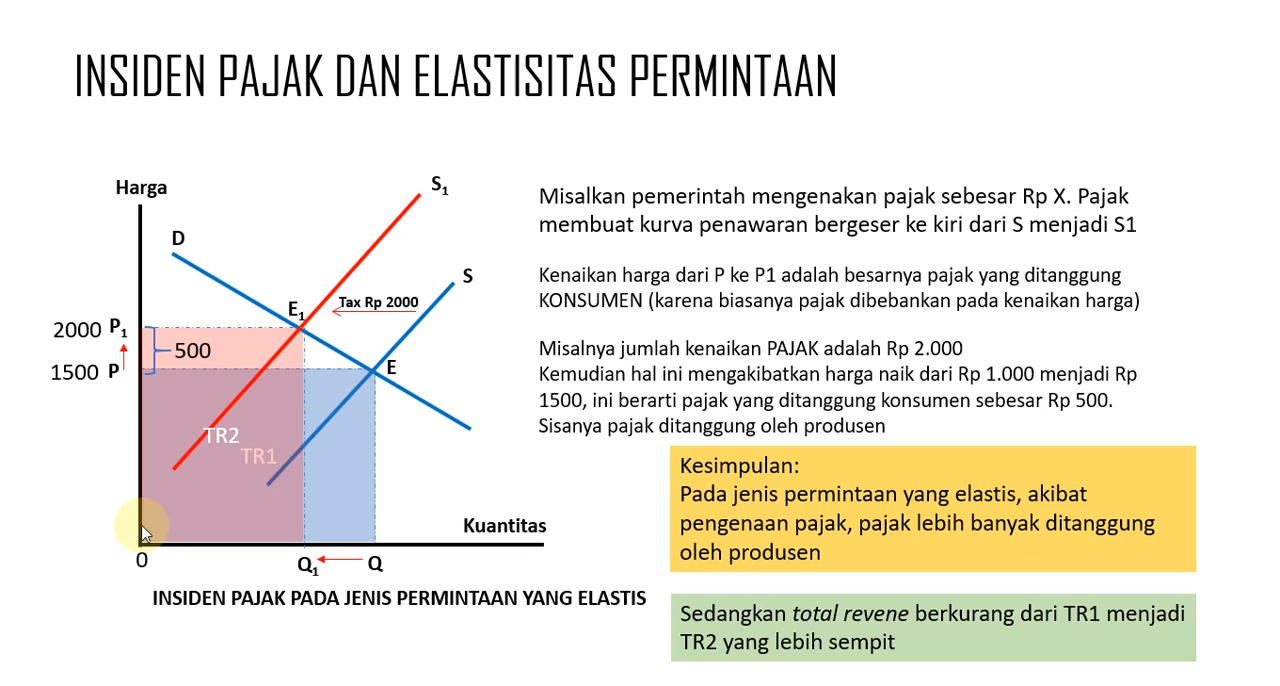 INSIDEN PAJAK DAN ELASTISITAS PERMINTAAN
Harga
D
S1
S
E1
Tax Rp 2000
2000 P1
500
1500 P
E
TR2
TR1
Kuantitas
0
Q1
Q
INSIDEN PAJAK PADA JENIS PERMINTAAN YANG ELASTIS
Misalkan pemerintah mengenakan pajak sebesar Rp X. Pajak
membuat kurva penawaran bergeser ke kiri dari S menjadi S1
Kenaikan harga dari P ke P1 adalah besarnya pajak yang ditanggung
KONSUMEN (karena biasanya pajak dibebankan pada kenaikan harga)
Misalnya jumlah kenaikan PAJAK adalah Rp 2.000
Kemudian hal ini mengakibatkan harga naik dari Rp 1.000 menjadi Rp
1500, ini berarti pajak yang ditanggung konsumen sebesar Rp 500.
Sisanya pajak ditanggung oleh produsen
Kesimpulan:
Pada jenis permintaan yang elastis, akibat
pengenaan pajak, pajak lebih banyak ditanggung
oleh produsen
Sedangkan total revene berkurang dari TR1 menjadi
TR2 yang lebih sempit